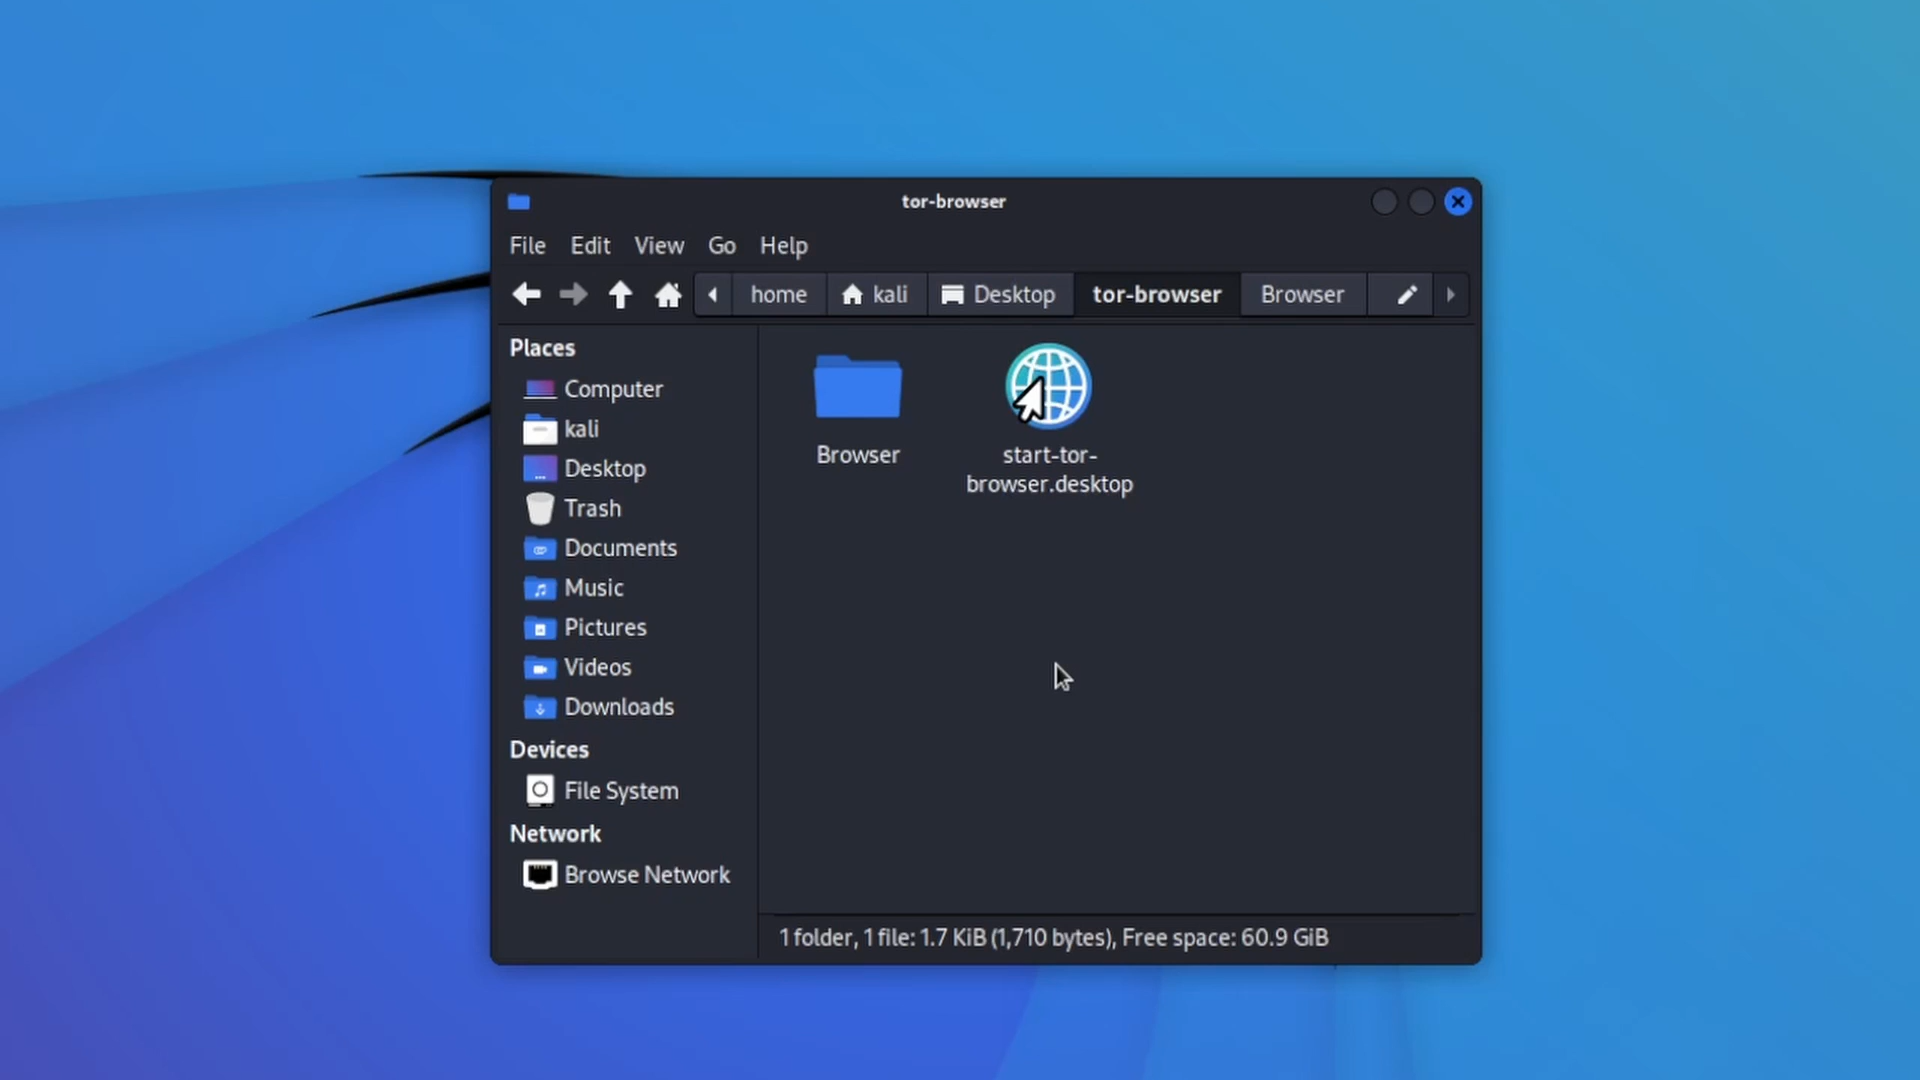 tor-browser
File Edit View Go Help
home kali Desktop tor-browser Browser
Places
Computer
kali
Desktop
Trash
Documents
Music
Pictures
Videos
Downloads
Devices
File System
Network
Browse Network
Browser
start-tor-
browser.desktop
1 folder, 1 file: 1.7 KiB (1,710 bytes), Free space: 60.9 GiB